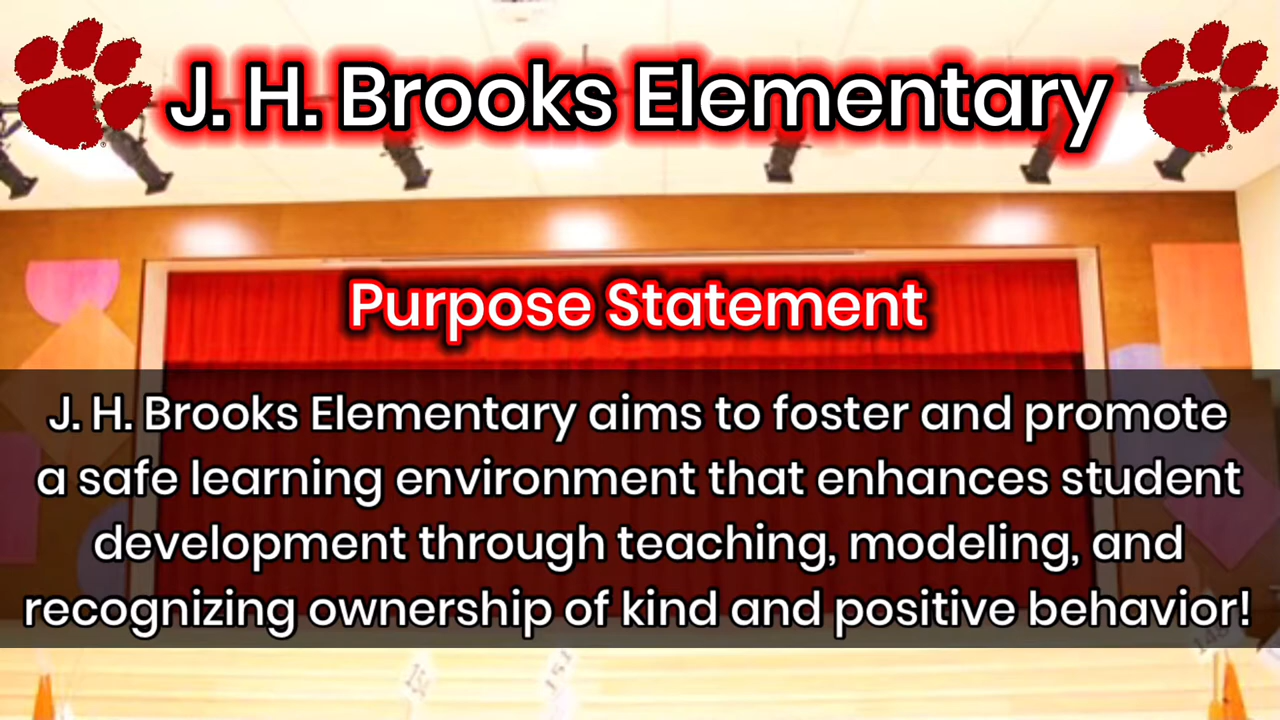 J. H. Brooks Elementary
Purpose Statement
J. H. Brooks Elementary aims to foster and promote
a safe learning environment that enhances student
development through teaching, modeling, and
recognizing ownership of kind and positive behavior!